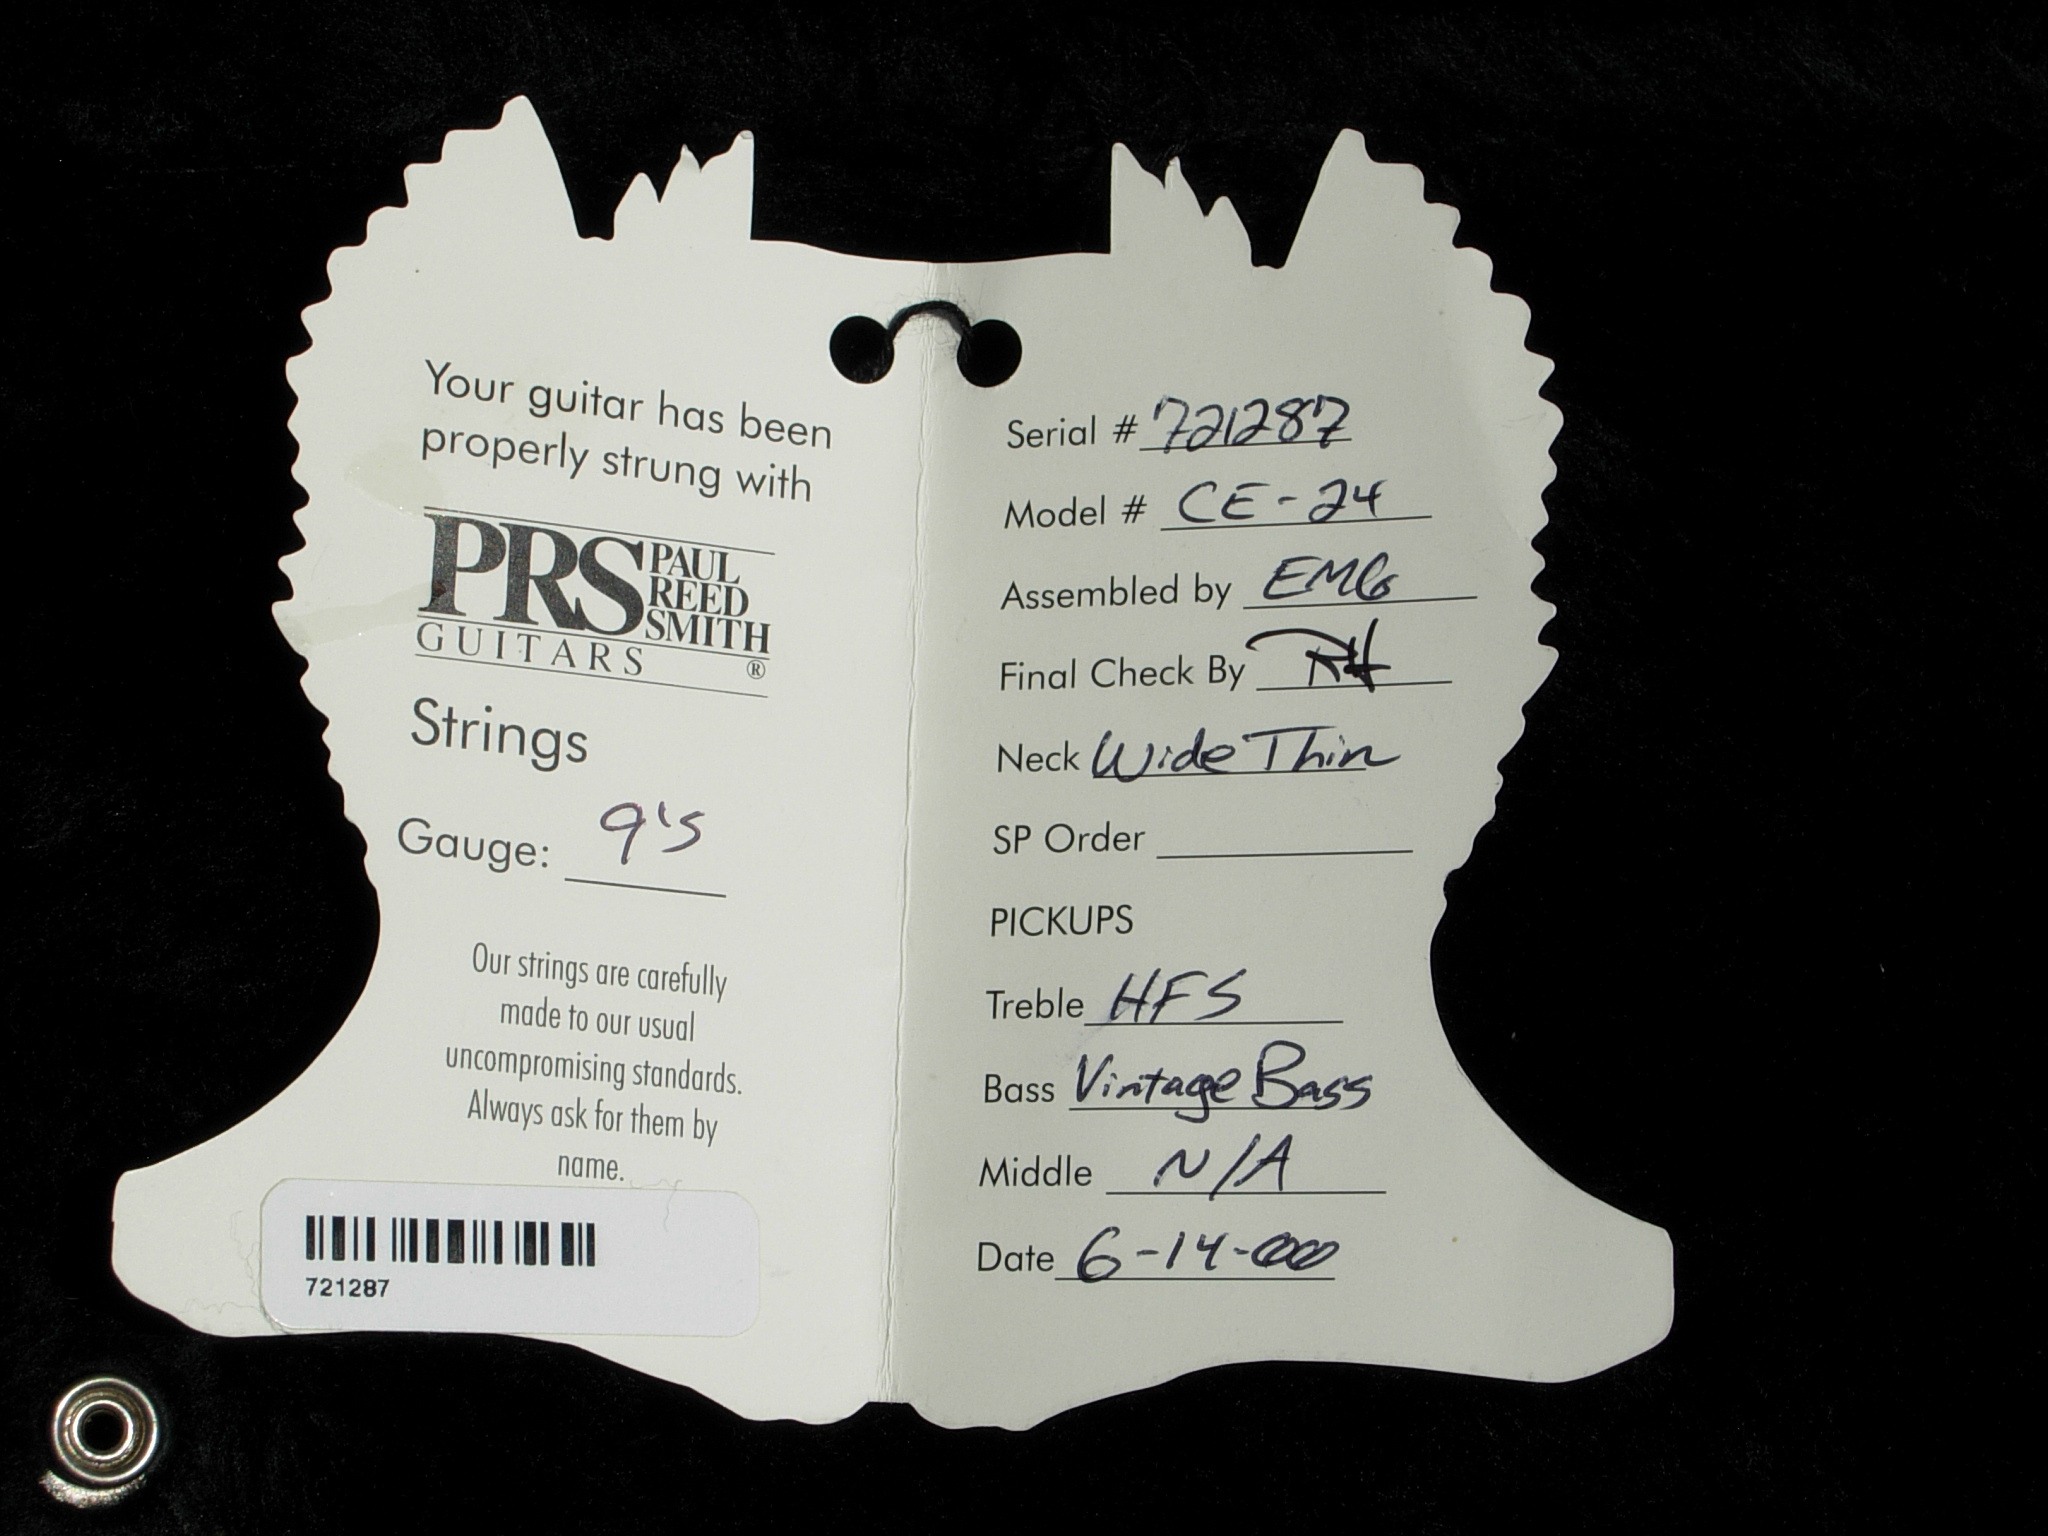 Your guitar has been
properly strung with
PRS PAUL
REED
SMITH
GUITARS ®
Strings
Gauge: 9's
Our strings are carefully
made to our usual
uncompromising standards.
Always ask for them by
name.
721287
Serial # 721287
Model # CE-24
Assembled by EMG
Final Check By
Neck Wide Thin
SP Order
PICKUPS
Treble HFS
Bass Vintage Bass
Middle N/A
Date 6-14-000